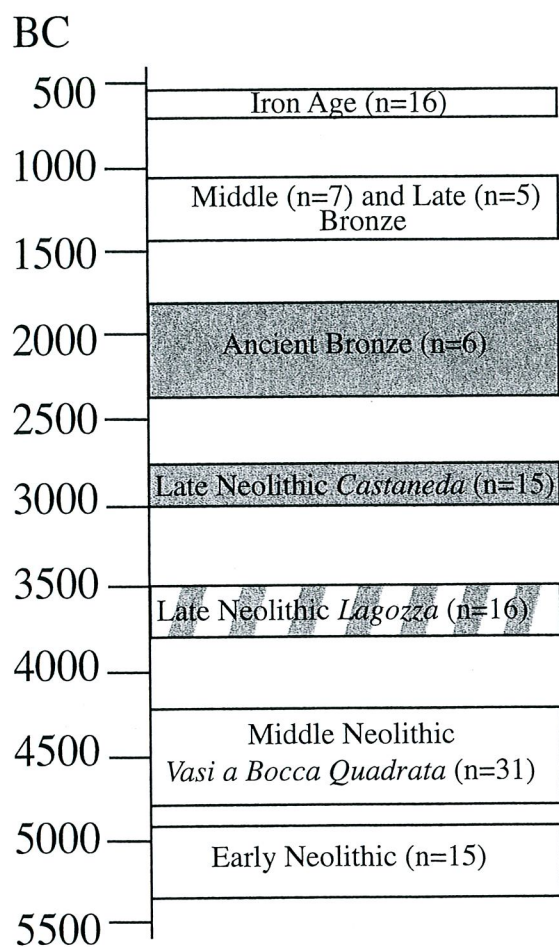 BC
500
Iron Age (n=16)
1000
Middle (n=7) and Late (n=5)
Bronze
1500
2000
Ancient Bronze (n=6)
2500
3000
Late Neolithic Castaneda (n=15)
3500
Late Neolithic Lagozza (n=16)
4000
Middle Neolithic
4500
Vasi a Bocca Quadrata (n=31)
5000
Early Neolithic (n=15)
5500